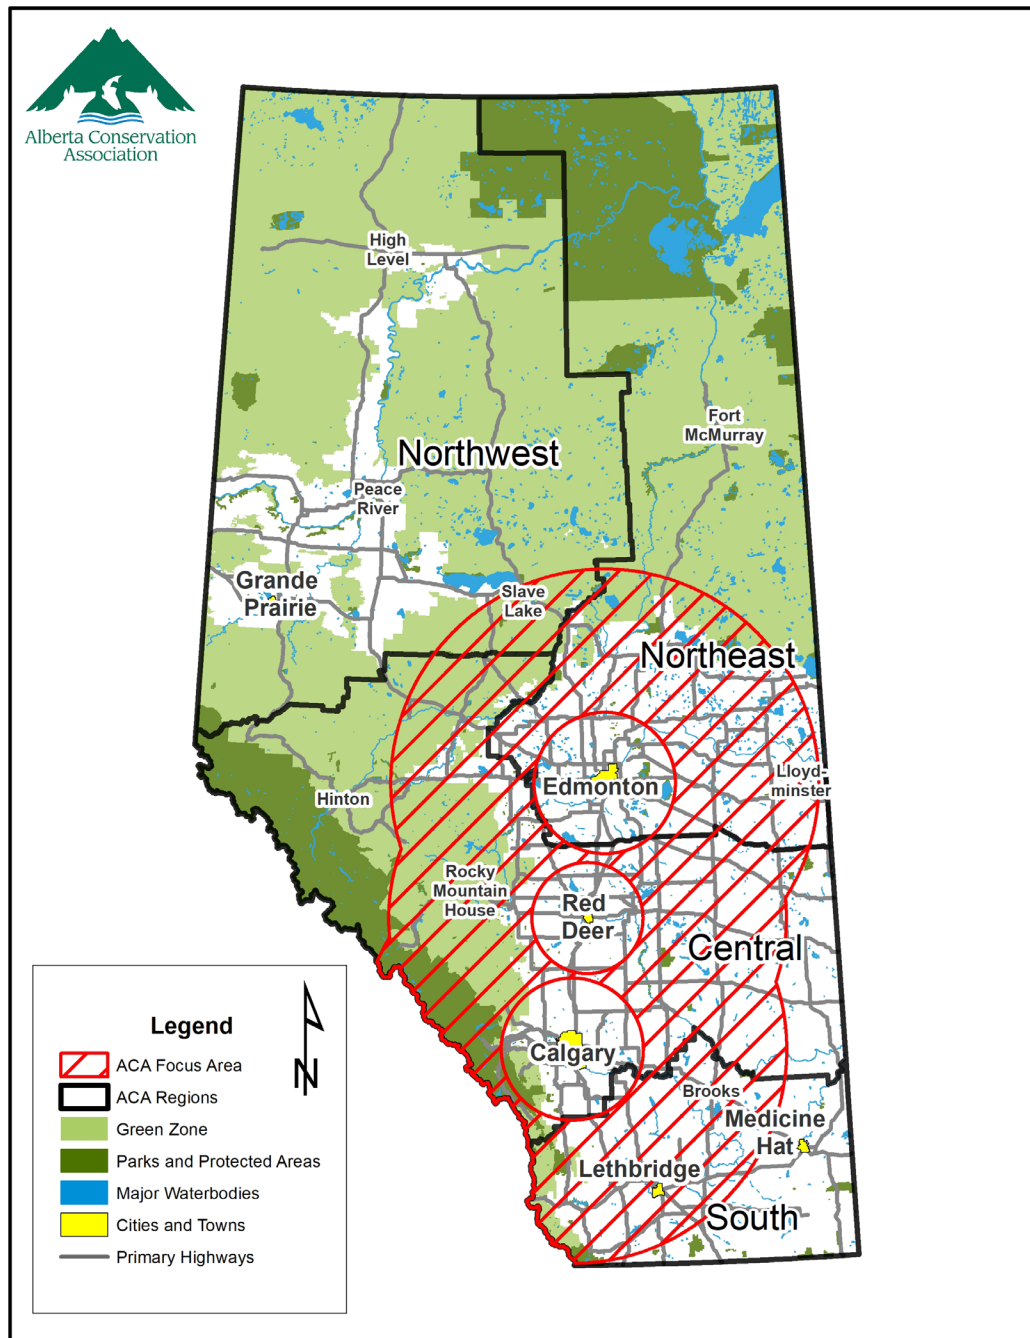 Alberta Conservation
Association
High
Level
Fort
McMurray
Northwest
Peace
River
Grande
Prairie
Slave
Lake
Northeast
Edmonton
Lloyd-
minster
Hinton
Rocky
Mountain
House
Red
Deer
Central
Calgary
Brooks
Medicine
Hat
Lethbridge
South
Legend
N
ACA Focus Area
ACA Regions
Green Zone
Parks and Protected Areas
Major Waterbodies
Cities and Towns
Primary Highways